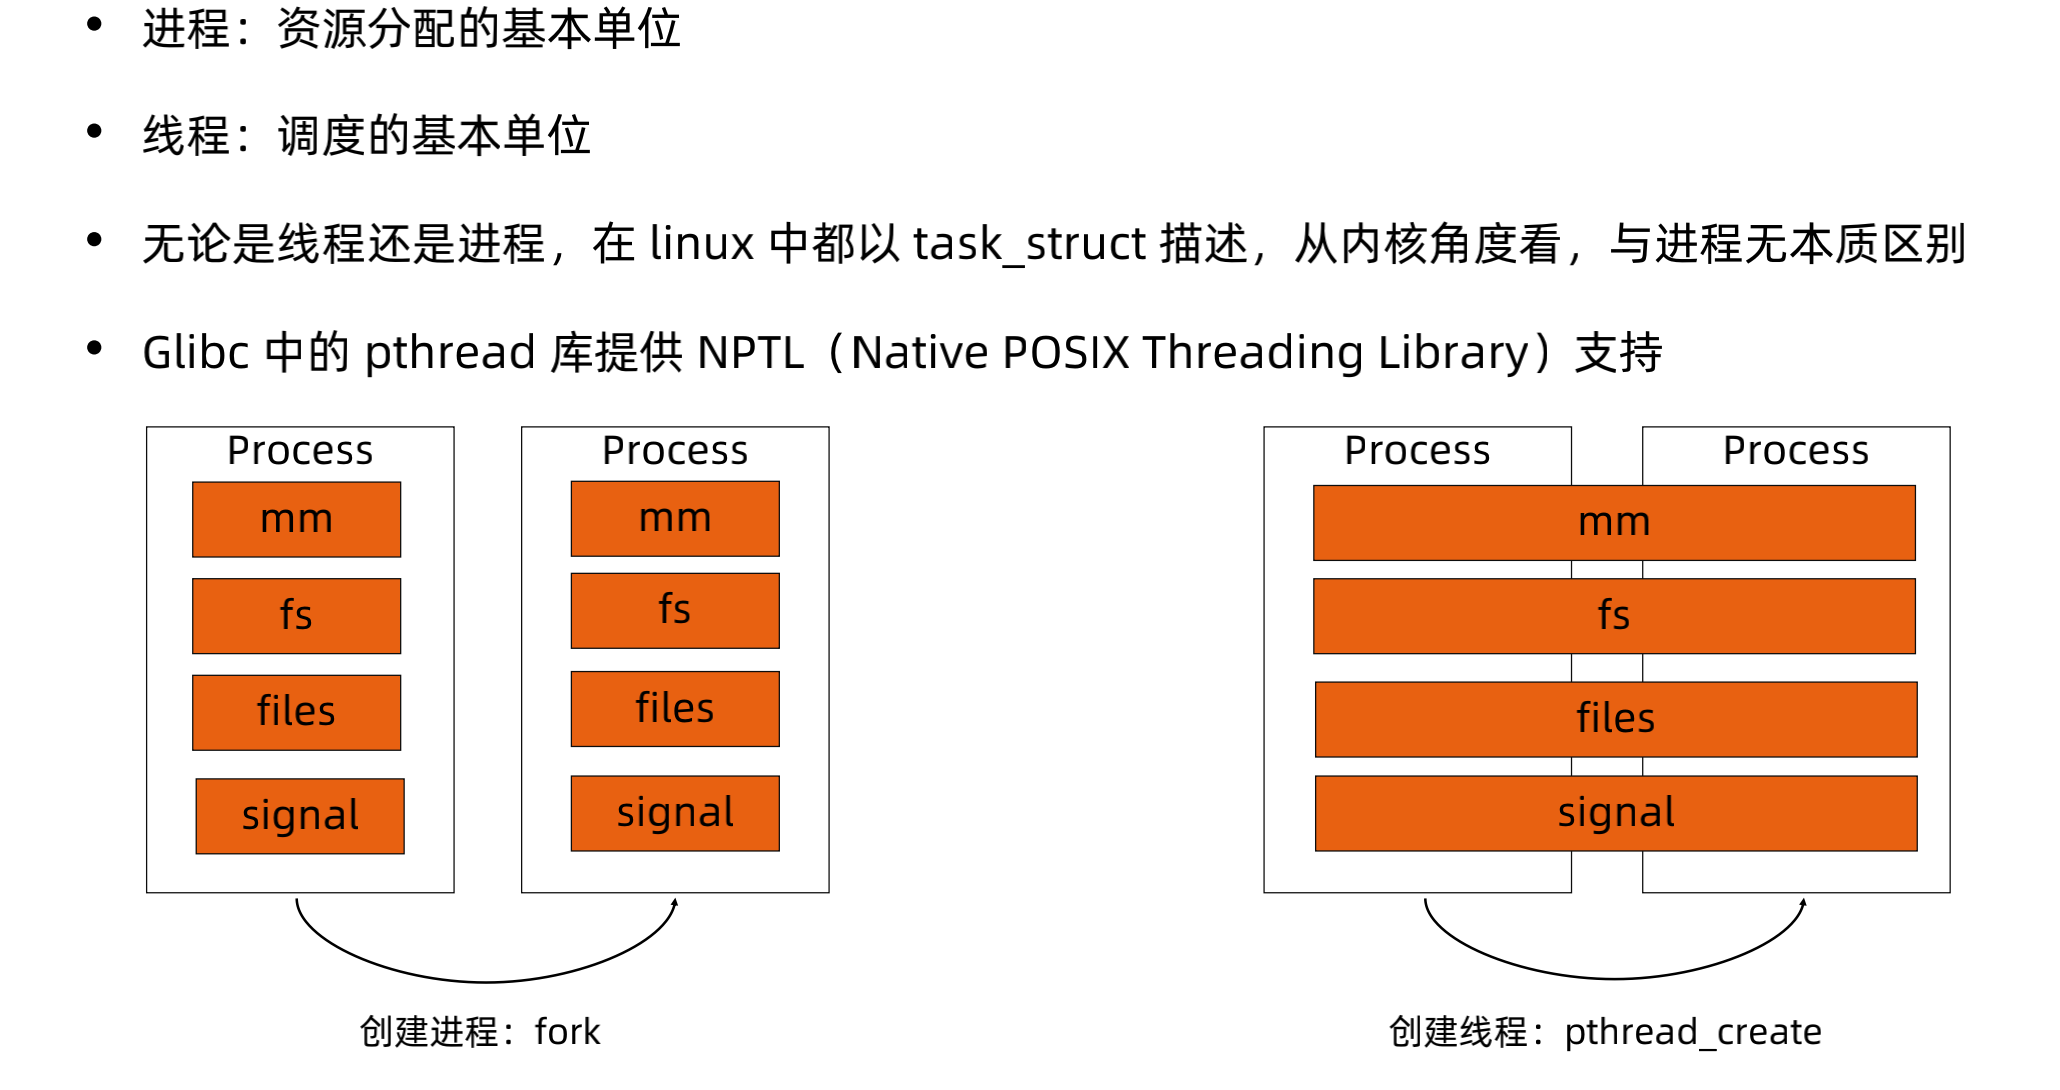 • 进程：资源分配的基本单位
• 线程：调度的基本单位
• 无论是线程还是进程，在 linux 中都以 task_struct 描述，从内核角度看，与进程无本质区别
• Glibc 中的 pthread 库提供 NPTL（Native POSIX Threading Library）支持
Process
mm
fs
files
signal
Process
mm
fs
files
signal
创建进程：fork
Process
Process
mm
fs
files
signal
创建线程：pthread_create